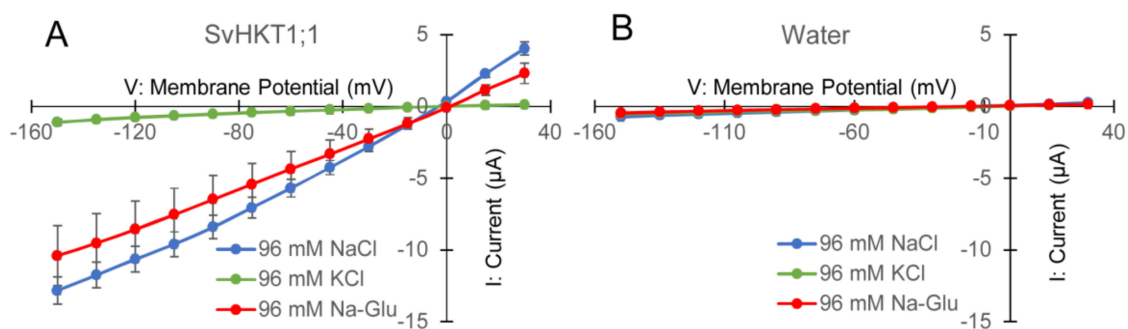 A
SvHKT1;1
5
V: Membrane Potential (mV)
0
-160
-80
-40
0
40
-5
-10
-15
I: Current (µA)
96 mM NaCl
96 mM KCl
96 mM Na-Glu
B
Water
5
V: Membrane Potential (mV)
0
-160
-110
-60
-10
40
-5
-10
-15
I: Current (µA)
96 mM NaCl
96 mM KCl
96 mM Na-Glu